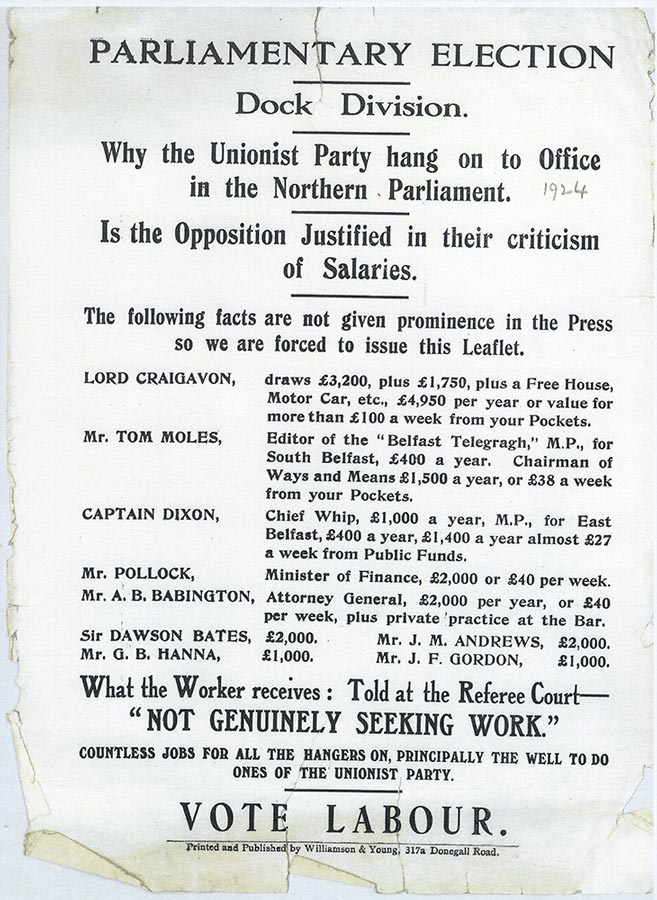 PARLIAMENTARY ELECTION
Dock Division.
Why the Unionist Party hang on to Office
in the Northern Parliament. 1924
Is the Opposition Justified in their criticism
of Salaries.
The following facts are not given prominence in the Press
so we are forced to issue this Leaflet.
LORD CRAIGAVON, draws £3,200, plus £1,750, plus a Free House,
Motor Car, etc., £4,950 per year or value for
more than £100 a week from your Pockets.
Mr. TOM MOLES, Editor of the "Belfast Telegragh," M.P., for
South Belfast, £400 a year. Chairman of
Ways and Means £1,500 a year, or £38 a week
from your Pockets.
CAPTAIN DIXON, Chief Whip, £1,000 a year, M.P., for East
Belfast, £400 a year, £1,400 a year almost £27
a week from Public Funds.
Mr. POLLOCK, Minister of Finance, £2,000 or £40 per week.
Mr. A. B. BABINGTON, Attorney General, £2,000 per year, or £40
per week, plus private practice at the Bar.
Sir DAWSON BATES, £2,000. Mr. J. M. ANDREWS, £2,000.
Mr. G. B. HANNA, £1,000. Mr. J. F. GORDON, £1,000.
What the Worker receives: Told at the Referee Court—
"NOT GENUINELY SEEKING WORK."
COUNTLESS JOBS FOR ALL THE HANGERS ON, PRINCIPALLY THE WELL TO DO
ONES OF THE UNIONIST PARTY.
VOTE LABOUR.
Printed and Published by Williamson & Young, 317a Donegall Road.